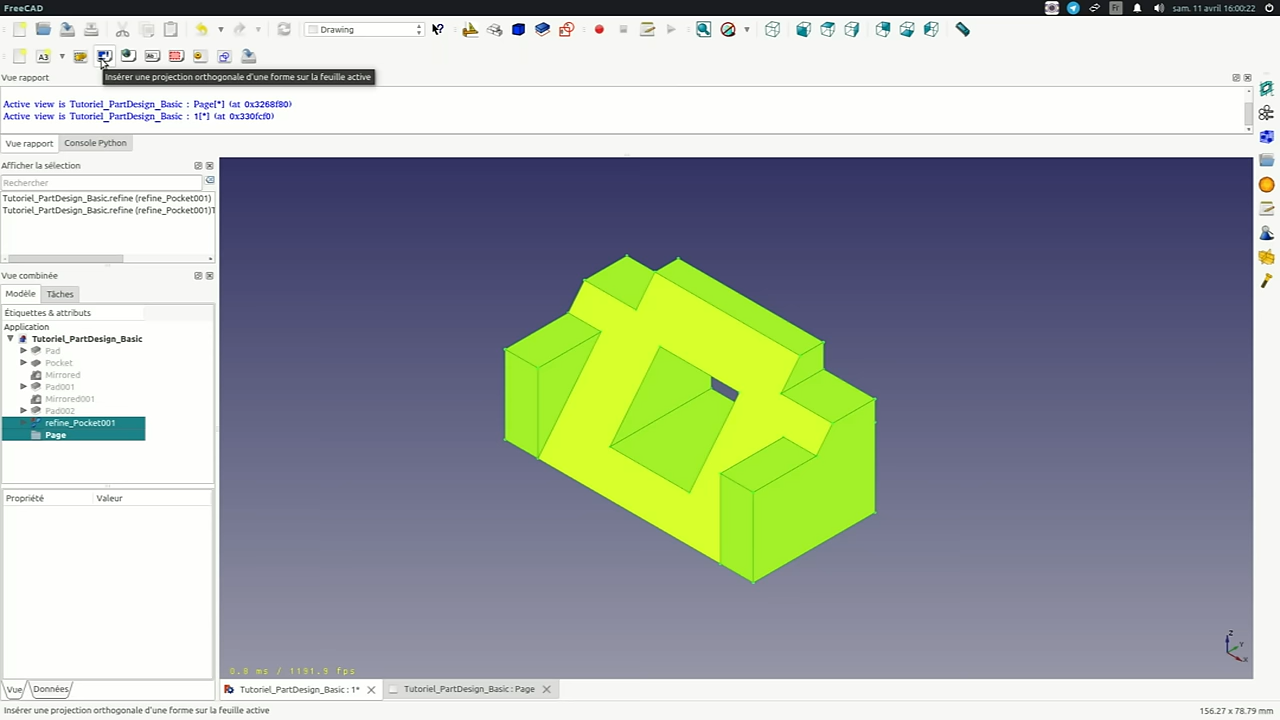 FreeCAD
Fr
sam. 11 avril 16:00:22
Drawing
A3
Insérer une projection orthogonale d'une forme sur la feuille active
Vue rapport
Active view is Tutoriel_PartDesign_Basic : Page[*] (at 0x3268f80)
Active view is Tutoriel_PartDesign_Basic : 1[*] (at 0x330fcf0)
Vue rapport
Console Python
Afficher la sélection
Rechercher
Tutoriel_PartDesign_Basic.refine (refine_Pocket001)
Tutoriel_PartDesign_Basic.refine (refine_Pocket001)
Vue combinée
Modèle
Tâches
Étiquettes & attributs
Application
Tutoriel_PartDesign_Basic
Pad
Pocket
Mirrored
Pad001
Mirrored001
Pad002
refine_Pocket001
Page
Propriété
Valeur
0.8 ms / 1191.9 fps
Z
Y
X
Vue
Données
Tutoriel_PartDesign_Basic : 1*
Tutoriel_PartDesign_Basic : Page
Insérer une projection orthogonale d'une forme sur la feuille active
156.27 x 78.79 mm